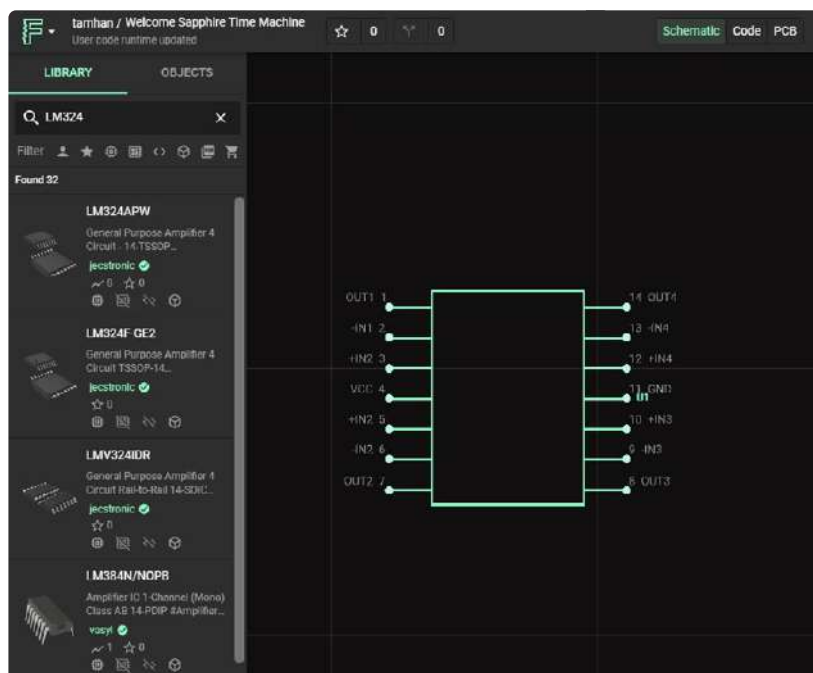 tamhan / Welcome Sapphire Time Machine
User code runtime updated
0
0
Schematic
Code
PCB
LIBRARY
OBJECTS
LM324
Filter
Found 32
LM324APW
General Purpose Amplifier 4
Circuit - 14-TSSOP...
jecstronic
6
0
LM324F-GE2
General Purpose Amplifier 4
Circuit TSSOP-14...
jecstronic
0
LMV324IDR
General Purpose Amplifier 4
Circuit Rail-to-Rail 14-SOIC...
jecstronic
0
LM384N/NOPB
Amplifier IC 1-Channel (Mono)
Class AB 14-PDIP #Amplifier...
vasyl
1
0
OUT1 1
-IN1 2
+IN2 3
VCC 4
+IN2 5
-IN2 6
OUT2 7
14 OUT4
13 -IN4
12 +IN4
11 GND
U1
10 +IN3
9 -IN3
8 OUT3